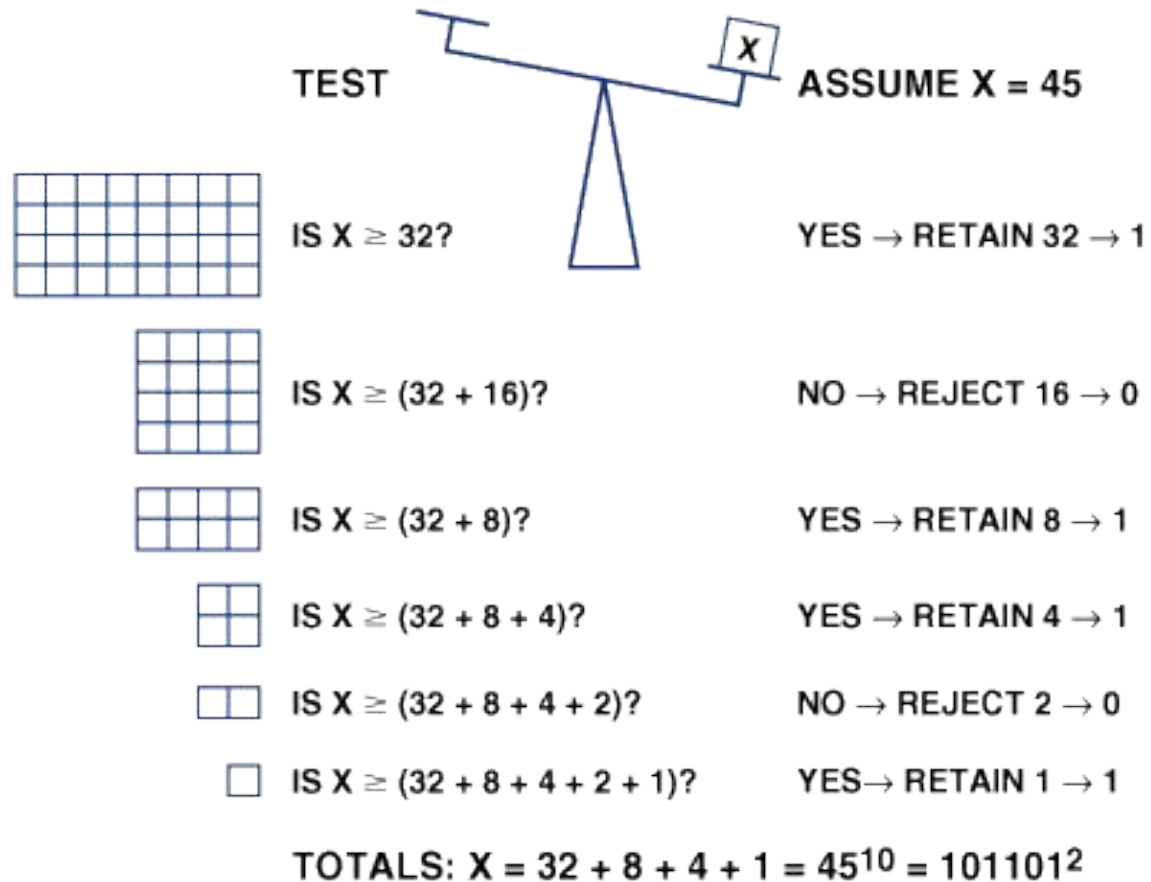 X
TEST ASSUME X = 45
IS X ≥ 32? YES → RETAIN 32 → 1
IS X ≥ (32 + 16)? NO → REJECT 16 → 0
IS X ≥ (32 + 8)? YES → RETAIN 8 → 1
IS X ≥ (32 + 8 + 4)? YES → RETAIN 4 → 1
IS X ≥ (32 + 8 + 4 + 2)? NO → REJECT 2 → 0
IS X ≥ (32 + 8 + 4 + 2 + 1)? YES→ RETAIN 1 → 1
TOTALS: X = 32 + 8 + 4 + 1 = 45¹⁰ = 101101²